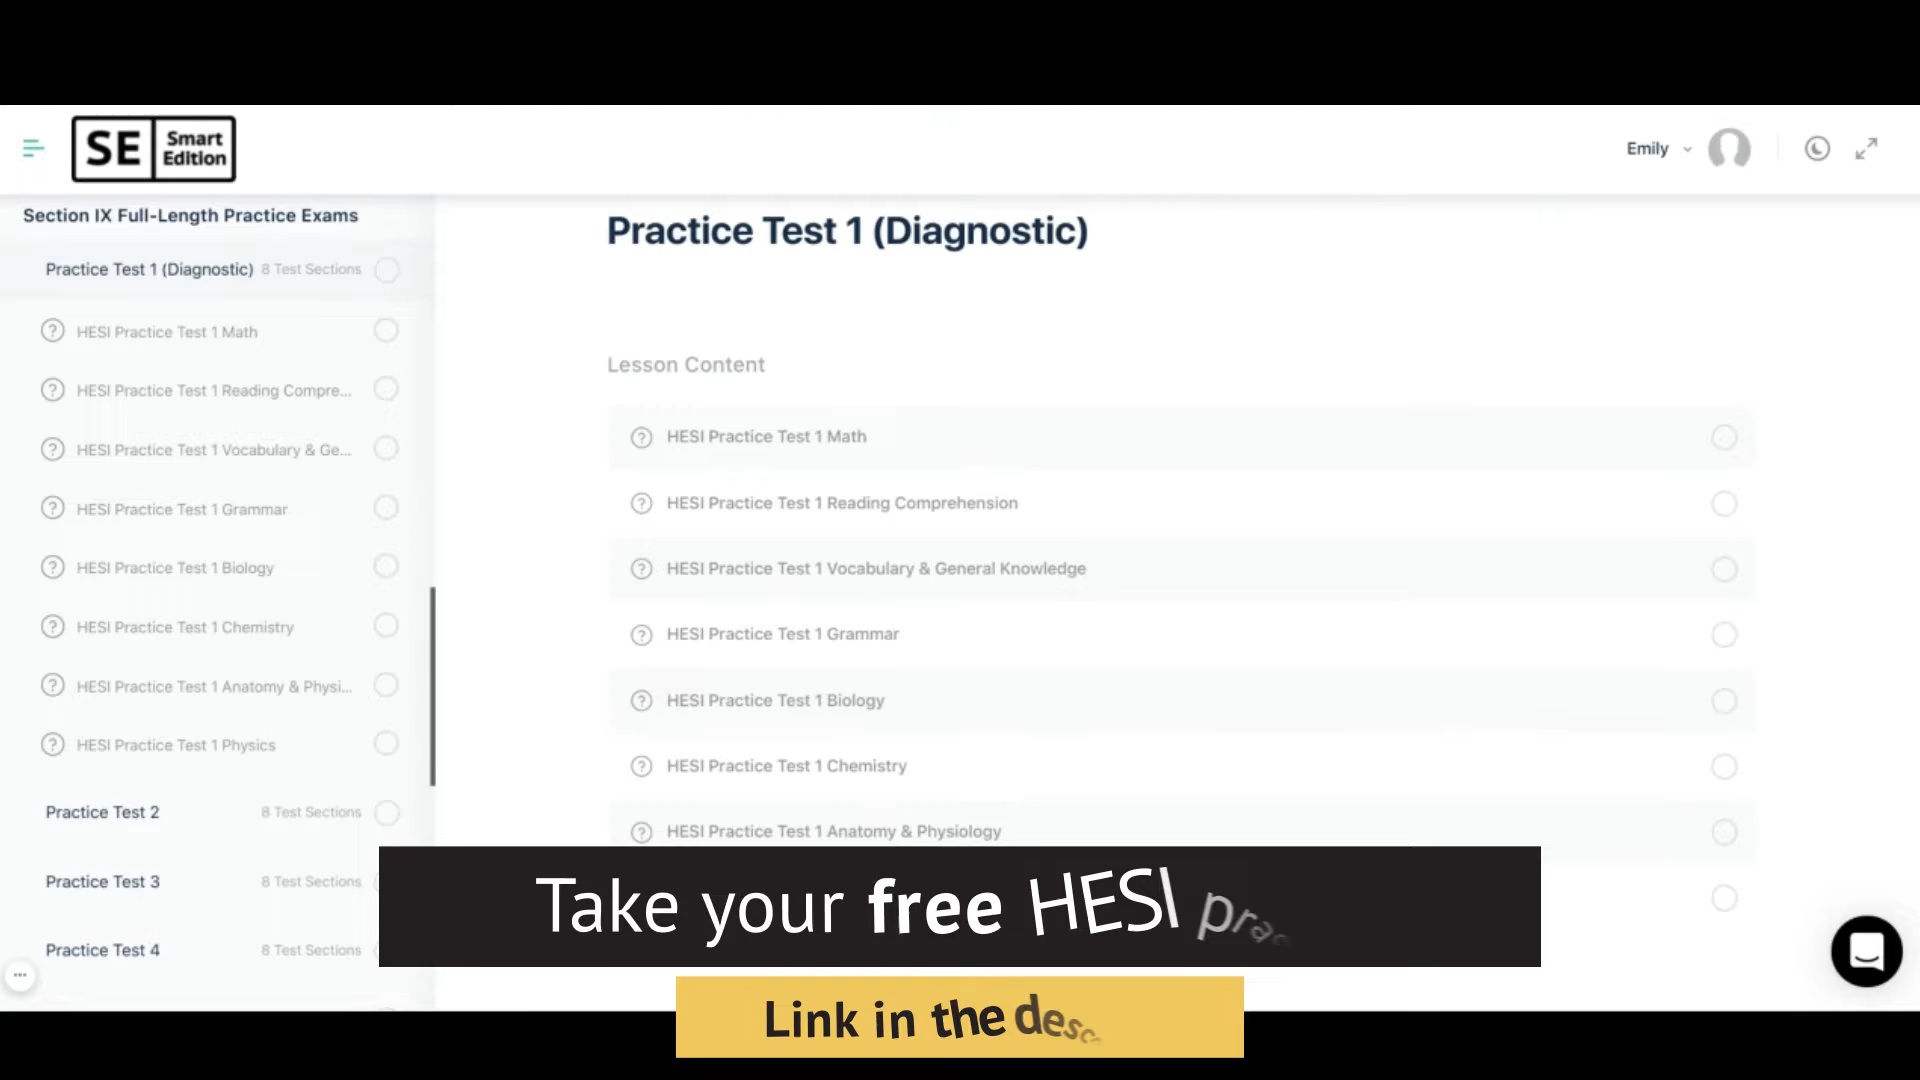 SE Smart Edition
Emily
Section IX Full-Length Practice Exams
Practice Test 1 (Diagnostic) 8 Test Sections
HESI Practice Test 1 Math
HESI Practice Test 1 Reading Compre...
HESI Practice Test 1 Vocabulary & Ge...
HESI Practice Test 1 Grammar
HESI Practice Test 1 Biology
HESI Practice Test 1 Chemistry
HESI Practice Test 1 Anatomy & Physi...
HESI Practice Test 1 Physics
Practice Test 2 8 Test Sections
Practice Test 3 8 Test Sections
Practice Test 4 8 Test Sections
Practice Test 1 (Diagnostic)
Lesson Content
HESI Practice Test 1 Math
HESI Practice Test 1 Reading Comprehension
HESI Practice Test 1 Vocabulary & General Knowledge
HESI Practice Test 1 Grammar
HESI Practice Test 1 Biology
HESI Practice Test 1 Chemistry
HESI Practice Test 1 Anatomy & Physiology
Take your free HESI prac
Link in the desc